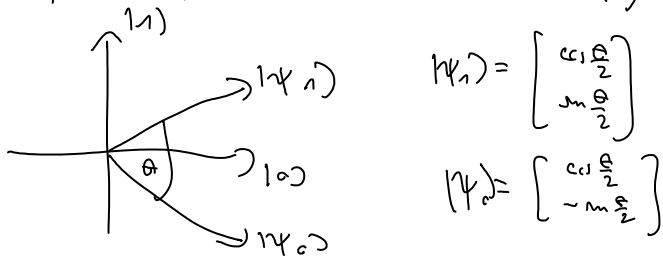 |1⟩
|ψ1⟩
θ
|0⟩
|ψ0⟩
|ψ1⟩ = [ cos θ/2
sin θ/2 ]
|ψ0⟩ = [ cos θ/2
- sin θ/2 ]